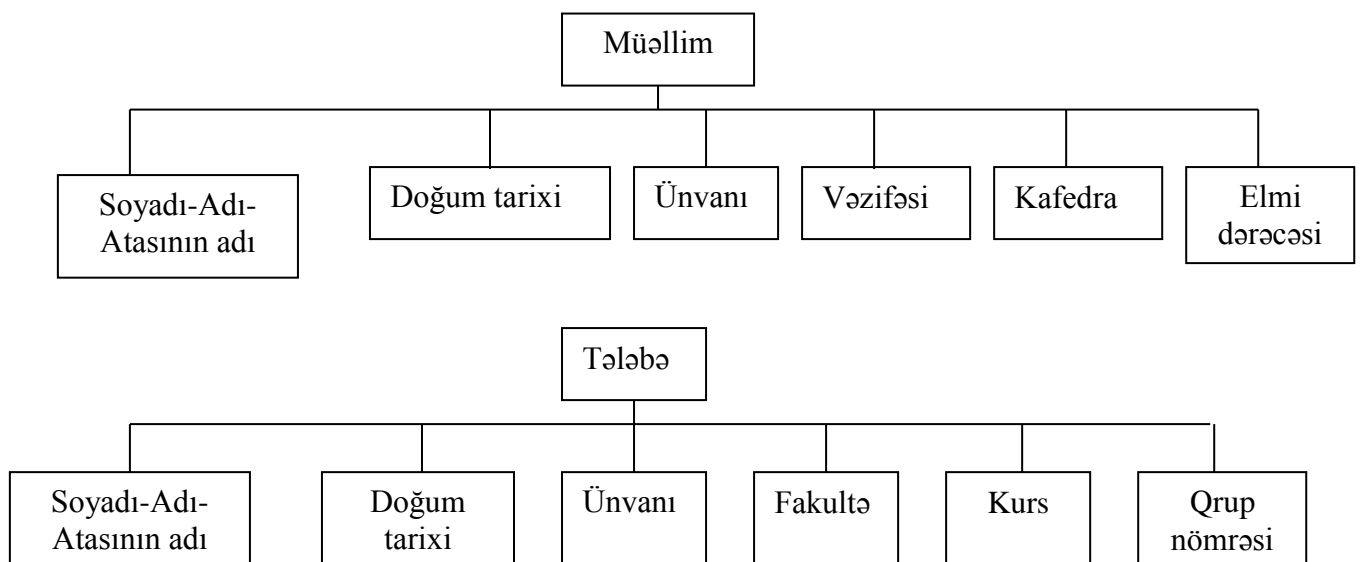 Müəllim
Soyadı-Adı-
Atasının adı
Doğum tarixi
Ünvanı
Vəzifəsi
Kafedra
Elmi
dərəcəsi
Tələbə
Soyadı-Adı-
Atasının adı
Doğum
tarixi
Ünvanı
Fakultə
Kurs
Qrup
nömrəsi